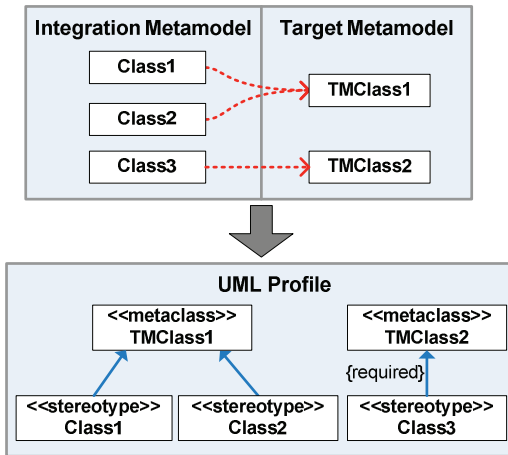 Integration Metamodel
Target Metamodel
Class1
Class2
Class3
TMClass1
TMClass2
UML Profile
<<metaclass>>
TMClass1
<<metaclass>>
TMClass2
{required}
<<stereotype>>
Class1
<<stereotype>>
Class2
<<stereotype>>
Class3